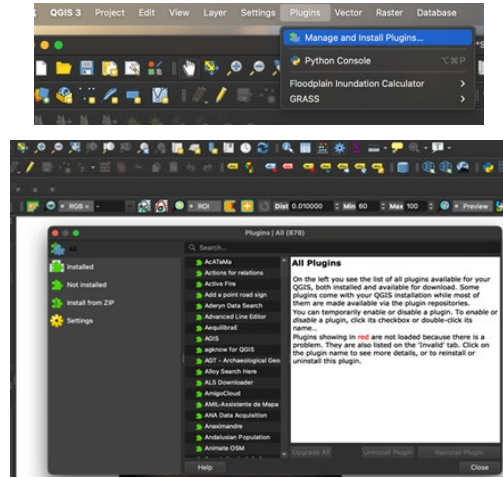 QGIS 3 Project Edit View Layer Settings Plugins Vector Raster Database
Manage and Install Plugins...
Python Console ⌥⌘P
Floodplain Inundation Calculator >
GRASS >
RGB = -
ROI
Dist 0.010000 Min 60 Max 100 Preview
Plugins | All (878)
All
Installed
Not installed
Install from ZIP
Settings
Search...
AcATaMa
Actions for relations
Active Fire
Add a point road sign
Aderyn Data Search
Advanced Line Editor
AequilibraE
AGIS
agknow for QGIS
AGT - Archaeological Geo
Alloy Search Here
ALS Downloader
AmigoCloud
AMIL-Assistente de Mapa
ANA Data Acquisition
Anaximandre
Andalusian Population
Animate OSM
All Plugins
On the left you see the list of all plugins available for your
QGIS, both installed and available for download. Some
plugins come with your QGIS installation while most of
them are made available via the plugin repositories.
You can temporarily enable or disable a plugin. To enable or
disable a plugin, click its checkbox or double-click its
name...
Plugins showing in red are not loaded because there is a
problem. They are also listed on the 'Invalid' tab. Click on
the plugin name to see more details, or to reinstall or
uninstall this plugin.
Upgrade All Uninstall Plugin Reinstall Plugin
Help Close